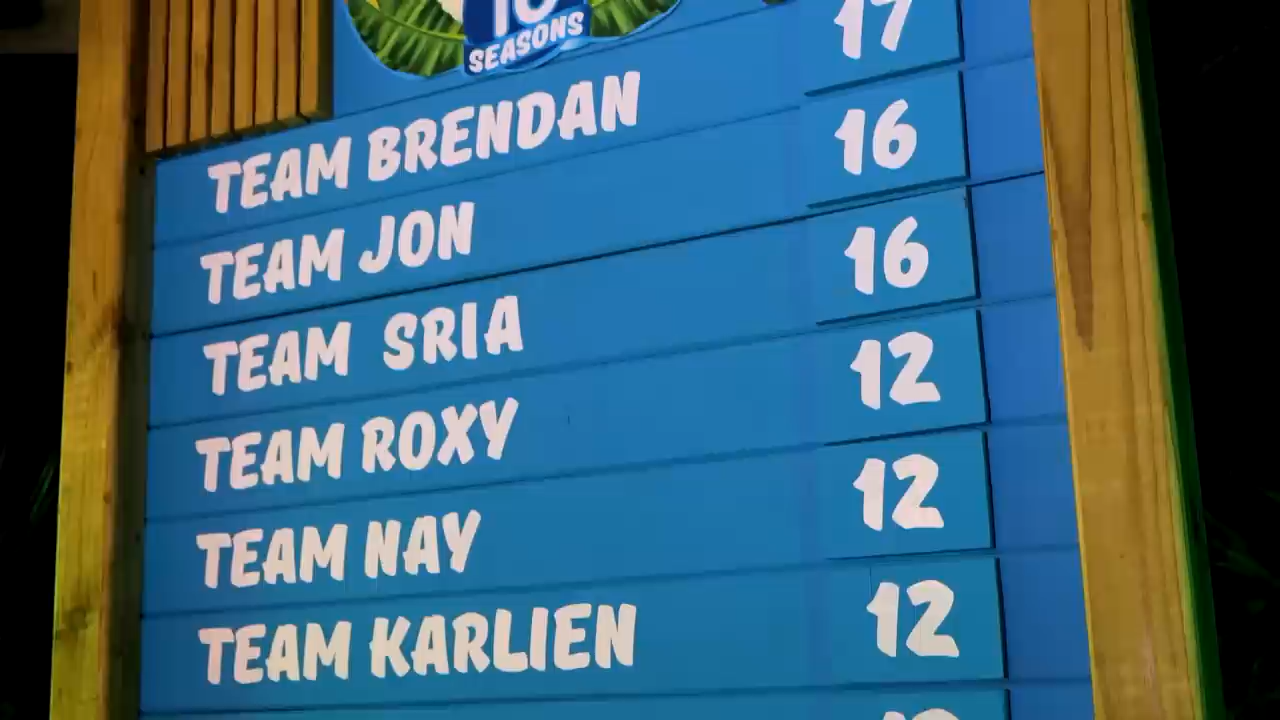 SEASONS
TEAM BRENDAN 17
TEAM JON 16
TEAM SRIA 16
TEAM ROXY 12
TEAM NAY 12
TEAM KARLIEN 12